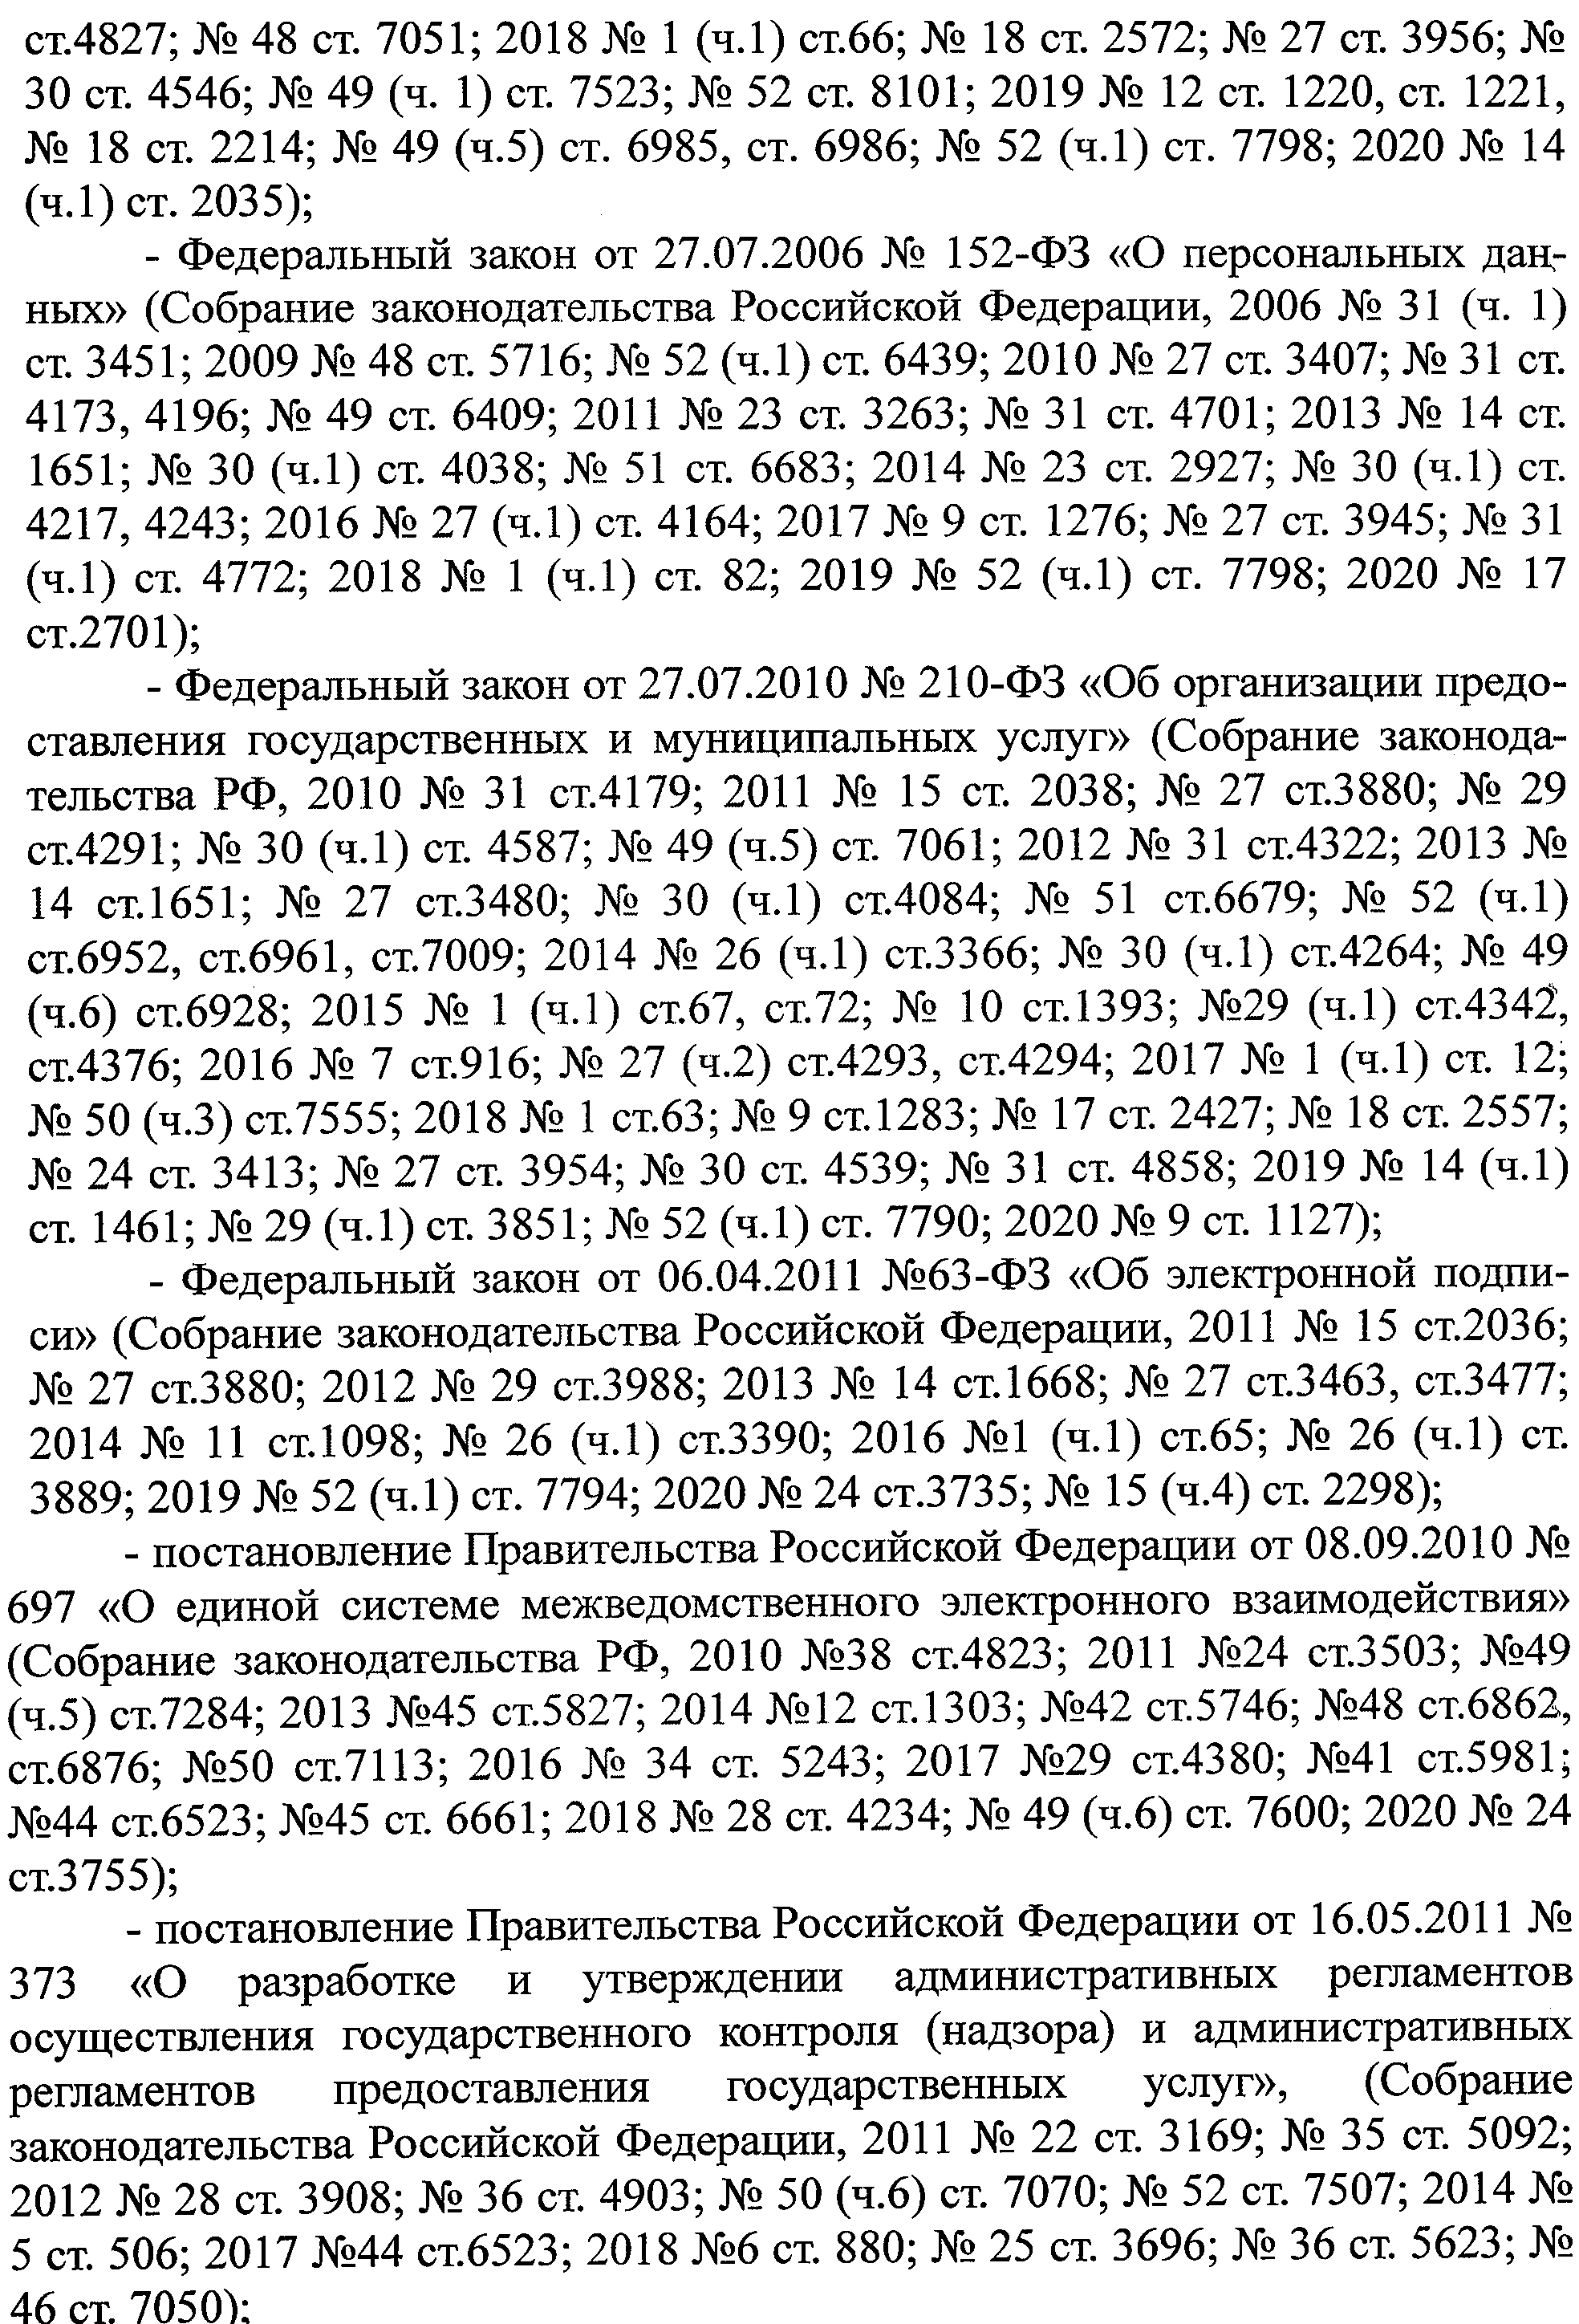 ст.4827; № 48 ст. 7051; 2018 № 1 (ч.1) ст.66; № 18 ст. 2572; № 27 ст. 3956; №
30 ст. 4546; № 49 (ч. 1) ст. 7523; № 52 ст. 8101; 2019 № 12 ст. 1220, ст. 1221,
№ 18 ст. 2214; № 49 (ч.5) ст. 6985, ст. 6986; № 52 (ч.1) ст. 7798; 2020 № 14
(ч.1) ст. 2035);
- Федеральный закон от 27.07.2006 № 152-ФЗ «О персональных дан-
ных» (Собрание законодательства Российской Федерации, 2006 № 31 (ч. 1)
ст. 3451; 2009 № 48 ст. 5716; № 52 (ч.1) ст. 6439; 2010 № 27 ст. 3407; № 31 ст.
4173, 4196; № 49 ст. 6409; 2011 № 23 ст. 3263; № 31 ст. 4701; 2013 № 14 ст.
1651; № 30 (ч.1) ст. 4038; № 51 ст. 6683; 2014 № 23 ст. 2927; № 30 (ч.1) ст.
4217, 4243; 2016 № 27 (ч.1) ст. 4164; 2017 № 9 ст. 1276; № 27 ст. 3945; № 31
(ч.1) ст. 4772; 2018 № 1 (ч.1) ст. 82; 2019 № 52 (ч.1) ст. 7798; 2020 № 17
ст.2701);
- Федеральный закон от 27.07.2010 № 210-ФЗ «Об организации предо-
ставления государственных и муниципальных услуг» (Собрание законода-
тельства РФ, 2010 № 31 ст.4179; 2011 № 15 ст. 2038; № 27 ст.3880; № 29
ст.4291; № 30 (ч.1) ст. 4587; № 49 (ч.5) ст. 7061; 2012 № 31 ст.4322; 2013 №
14 ст.1651; № 27 ст.3480; № 30 (ч.1) ст.4084; № 51 ст.6679; № 52 (ч.1)
ст.6952, ст.6961, ст.7009; 2014 № 26 (ч.1) ст.3366; № 30 (ч.1) ст.4264; № 49
(ч.6) ст.6928; 2015 № 1 (ч.1) ст.67, ст.72; № 10 ст.1393; №29 (ч.1) ст.4342,
ст.4376; 2016 № 7 ст.916; № 27 (ч.2) ст.4293, ст.4294; 2017 № 1 (ч.1) ст. 12;
№ 50 (ч.3) ст.7555; 2018 № 1 ст.63; № 9 ст.1283; № 17 ст. 2427; № 18 ст. 2557;
№ 24 ст. 3413; № 27 ст. 3954; № 30 ст. 4539; № 31 ст. 4858; 2019 № 14 (ч.1)
ст. 1461; № 29 (ч.1) ст. 3851; № 52 (ч.1) ст. 7790; 2020 № 9 ст. 1127);
- Федеральный закон от 06.04.2011 №63-ФЗ «Об электронной подпи-
си» (Собрание законодательства Российской Федерации, 2011 № 15 ст.2036;
№ 27 ст.3880; 2012 № 29 ст.3988; 2013 № 14 ст.1668; № 27 ст.3463, ст.3477;
2014 № 11 ст.1098; № 26 (ч.1) ст.3390; 2016 №1 (ч.1) ст.65; № 26 (ч.1) ст.
3889; 2019 № 52 (ч.1) ст. 7794; 2020 № 24 ст.3735; № 15 (ч.4) ст. 2298);
- постановление Правительства Российской Федерации от 08.09.2010 №
697 «О единой системе межведомственного электронного взаимодействия»
(Собрание законодательства РФ, 2010 №38 ст.4823; 2011 №24 ст.3503; №49
(ч.5) ст.7284; 2013 №45 ст.5827; 2014 №12 ст.1303; №42 ст.5746; №48 ст.6862,
ст.6876; №50 ст.7113; 2016 № 34 ст. 5243; 2017 №29 ст.4380; №41 ст.5981;
№44 ст.6523; №45 ст. 6661; 2018 № 28 ст. 4234; № 49 (ч.6) ст. 7600; 2020 № 24
ст.3755);
- постановление Правительства Российской Федерации от 16.05.2011 №
373 «О разработке и утверждении административных регламентов
осуществления государственного контроля (надзора) и административных
регламентов предоставления государственных услуг», (Собрание
законодательства Российской Федерации, 2011 № 22 ст. 3169; № 35 ст. 5092;
2012 № 28 ст. 3908; № 36 ст. 4903; № 50 (ч.6) ст. 7070; № 52 ст. 7507; 2014 №
5 ст. 506; 2017 №44 ст.6523; 2018 №6 ст. 880; № 25 ст. 3696; № 36 ст. 5623; №
46 ст. 7050);